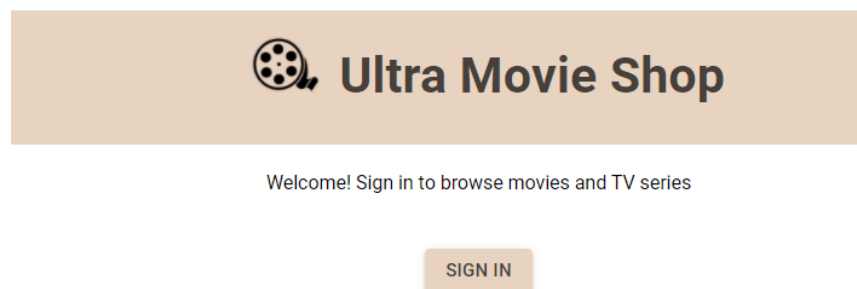 Ultra Movie Shop
Welcome! Sign in to browse movies and TV series
SIGN IN